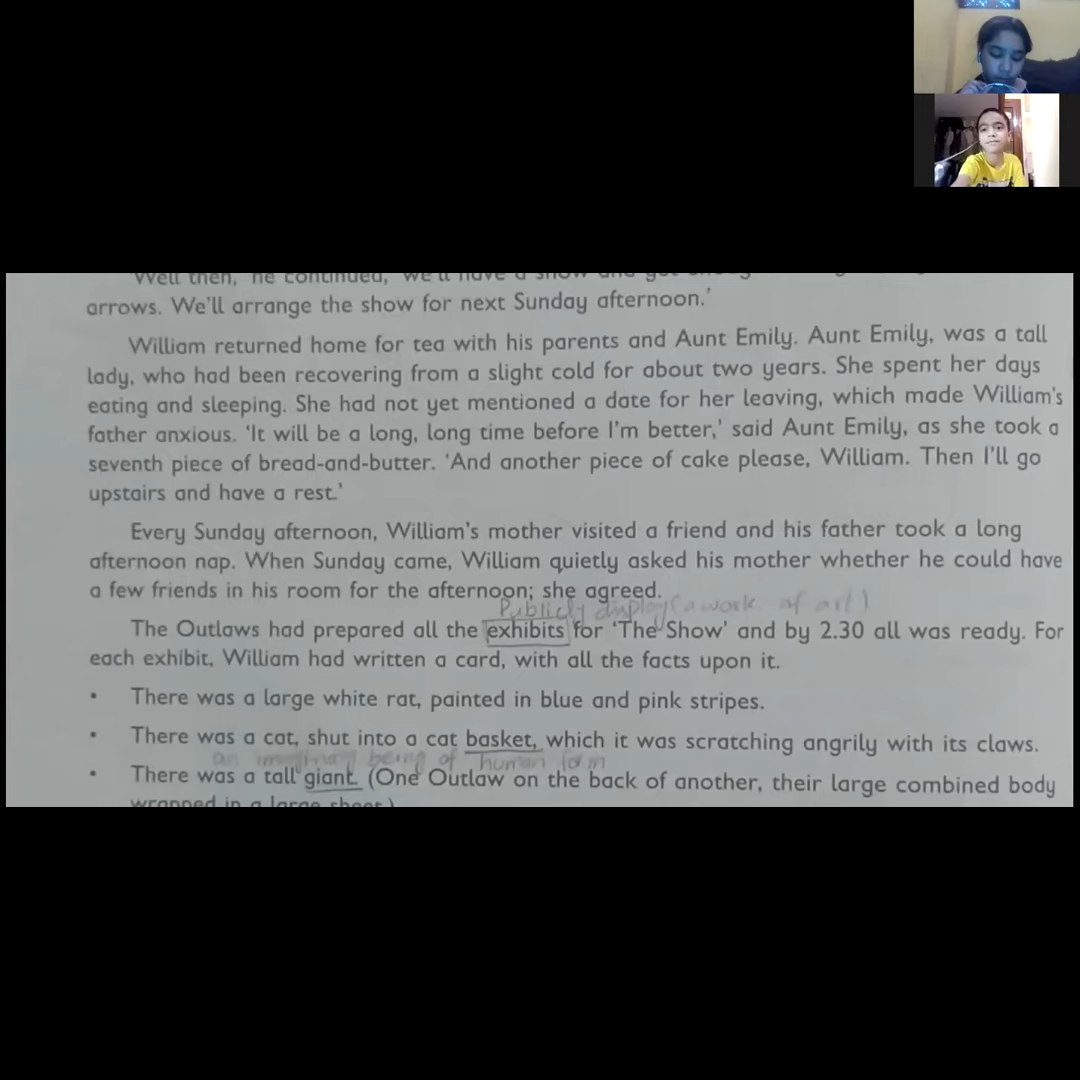 arrows. We'll arrange the show for next Sunday afternoon.'
William returned home for tea with his parents and Aunt Emily. Aunt Emily, was a tall
lady, who had been recovering from a slight cold for about two years. She spent her days
eating and sleeping. She had not yet mentioned a date for her leaving, which made William's
father anxious. 'It will be a long, long time before I'm better,' said Aunt Emily, as she took a
seventh piece of bread-and-butter. 'And another piece of cake please, William. Then I'll go
upstairs and have a rest.'
Every Sunday afternoon, William's mother visited a friend and his father took a long
afternoon nap. When Sunday came, William quietly asked his mother whether he could have
a few friends in his room for the afternoon; she agreed.
Publicly display (a work of art)
The Outlaws had prepared all the exhibits for 'The Show' and by 2.30 all was ready. For
each exhibit, William had written a card, with all the facts upon it.
• There was a large white rat, painted in blue and pink stripes.
• There was a cat, shut into a cat basket, which it was scratching angrily with its claws.
an imaginary being of human form
• There was a tall giant. (One Outlaw on the back of another, their large combined body
wrapped in a large sheet.)